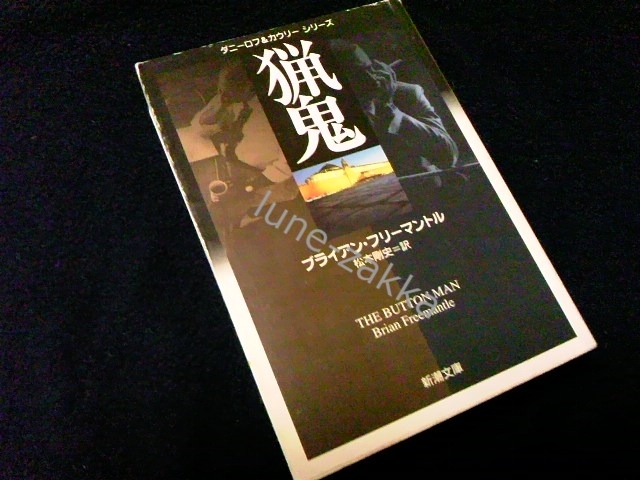 ダニーロフ&カウリー シリーズ
猟鬼
ブライアン・フリーマントル
松本剛史=訳
THE BUTTON MAN
Brian Freemantle
新潮文庫
lune-zakka